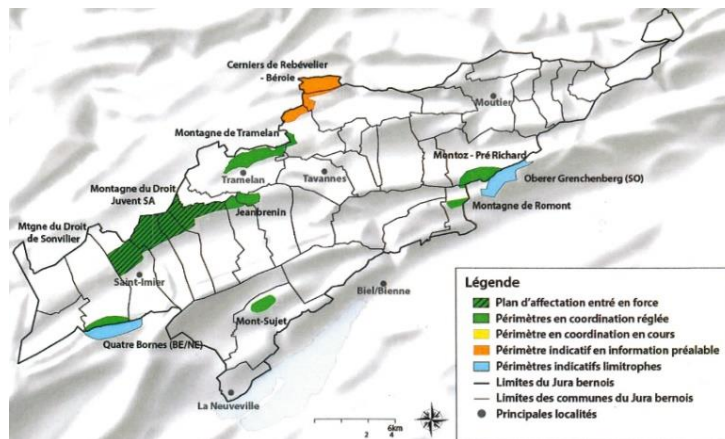 Cerniers de Rebévelier
- Béroie
Moutier
Montagne de Tramelan
Montoz - Pré Richard
Tramelan
Tavannes
Oberer Grenchenberg (SO)
Montagne du Droit
Juvent SA
Jeanbrenin
Montagne de Romont
Mtgne du Droit
de Sonvilier
Saint-Imier
Biel/Bienne
Mont-Sujet
Quatre Bornes (BE/NE)
La Neuveville
Légende
Plan d'affectation entré en force
Périmètres en coordination réglée
Périmètre en coordination en cours
Périmètre indicatif en information préalable
Périmètres indicatifs limitrophes
Limites du Jura bernois
Limites des communes du Jura bernois
Principales localités
6km
2 4